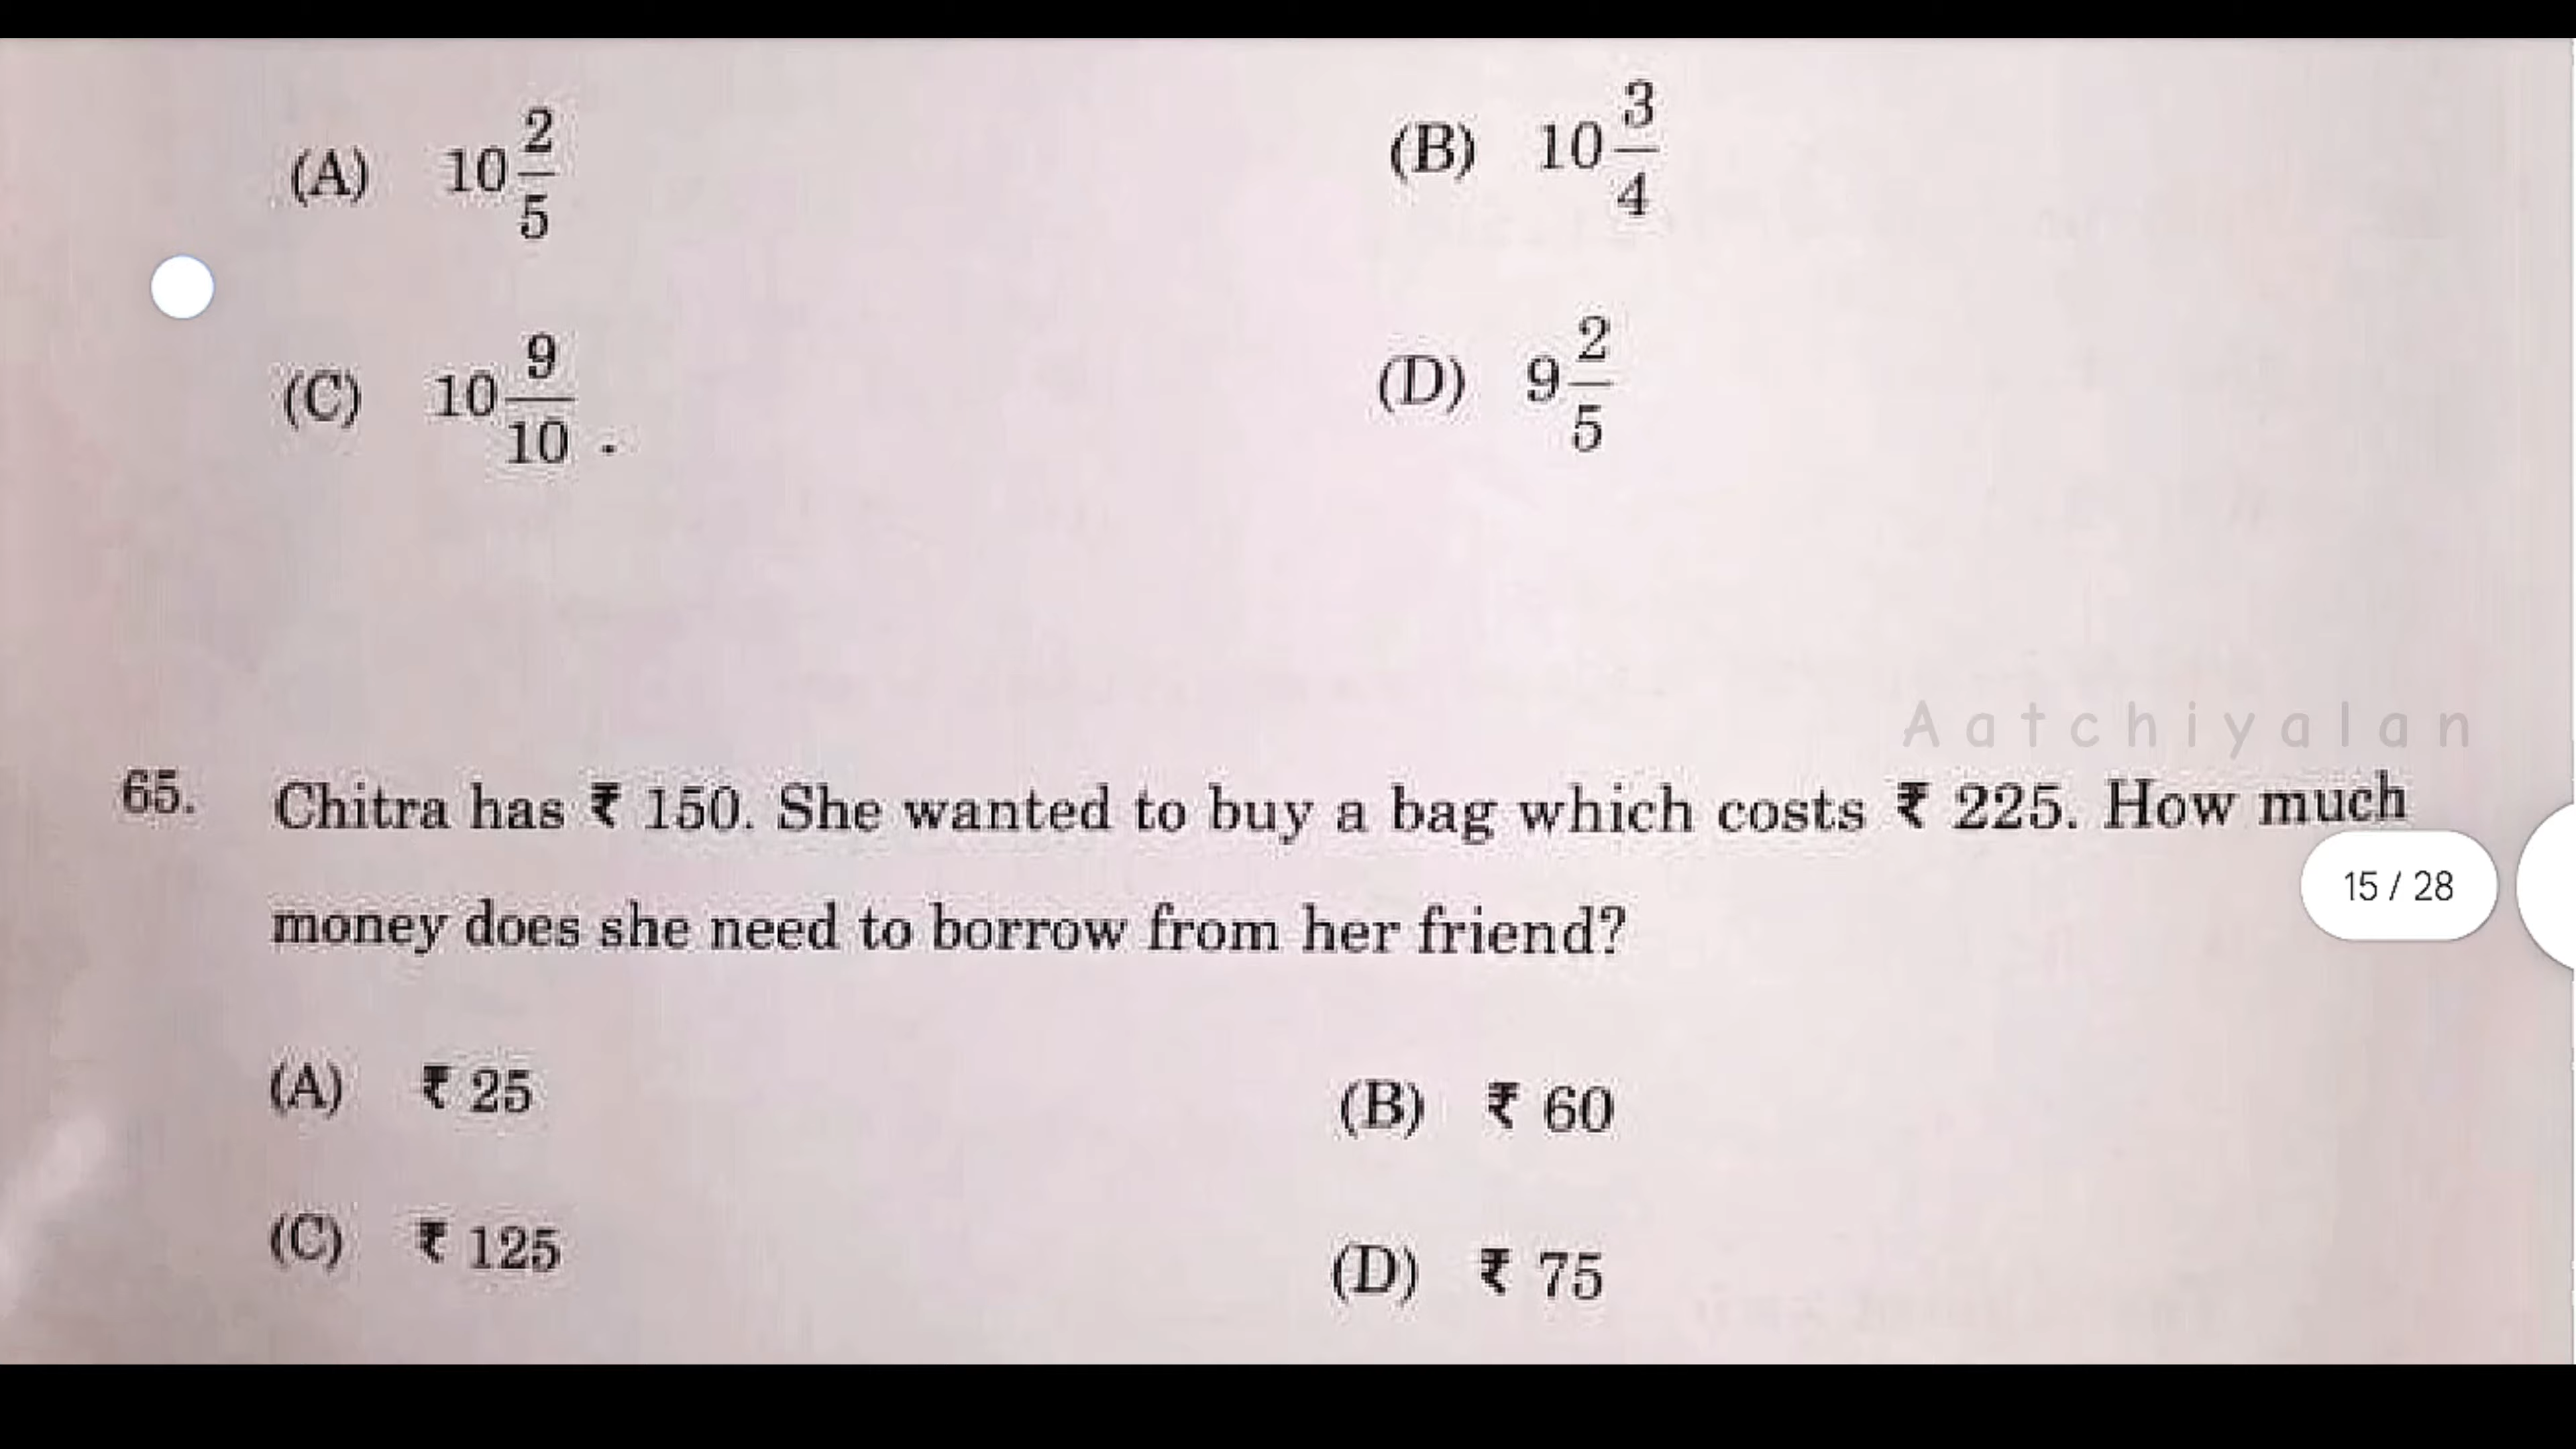 (A) 10 2/5 (B) 10 3/4
(C) 10 9/10 . (D) 9 2/5
Aatchiyalan
65. Chitra has ₹ 150. She wanted to buy a bag which costs ₹ 225. How much
15 / 28
money does she need to borrow from her friend?
(A) ₹ 25 (B) ₹ 60
(C) ₹ 125 (D) ₹ 75